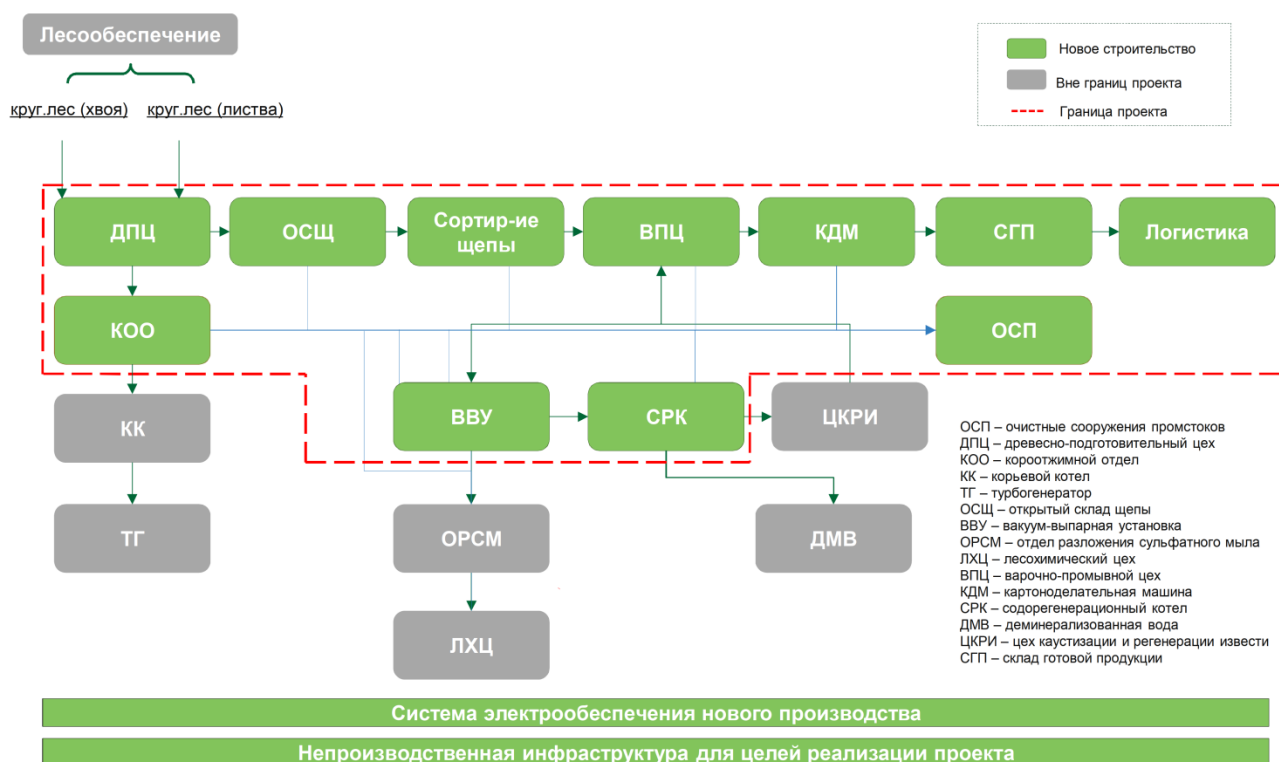 Лесообеспечение
круг.лес (хвоя)
круг.лес (листва)
Новое строительство
Вне границ проекта
Граница проекта
ДПЦ
ОСЩ
Сортир-ие
щепы
ВПЦ
КДМ
СГП
Логистика
КОО
ОСП
КК
ВВУ
СРК
ЦКРИ
ТГ
ОРСМ
ДМВ
ЛХЦ
ОСП – очистные сооружения промстоков
ДПЦ – древесно-подготовительный цех
КОО – короотжимной отдел
КК – корьевой котел
ТГ – турбогенератор
ОСЩ – открытый склад щепы
ВВУ – вакуум-выпарная установка
ОРСМ – отдел разложения сульфатного мыла
ЛХЦ – лесохимический цех
ВПЦ – варочно-промывной цех
КДМ – картоноделательная машина
СРК – содорегенерационный котел
ДМВ – деминерализованная вода
ЦКРИ – цех каустизации и регенерации извести
СГП – склад готовой продукции
Система электрообеспечения нового производства
Непроизводственная инфраструктура для целей реализации проекта